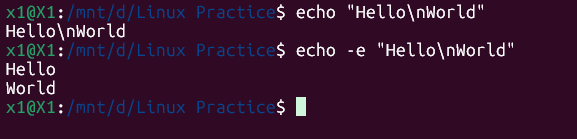 x1@X1:/mnt/d/Linux Practice$ echo "Hello\nWorld"
Hello\nWorld
x1@X1:/mnt/d/Linux Practice$ echo -e "Hello\nWorld"
Hello
World
x1@X1:/mnt/d/Linux Practice$